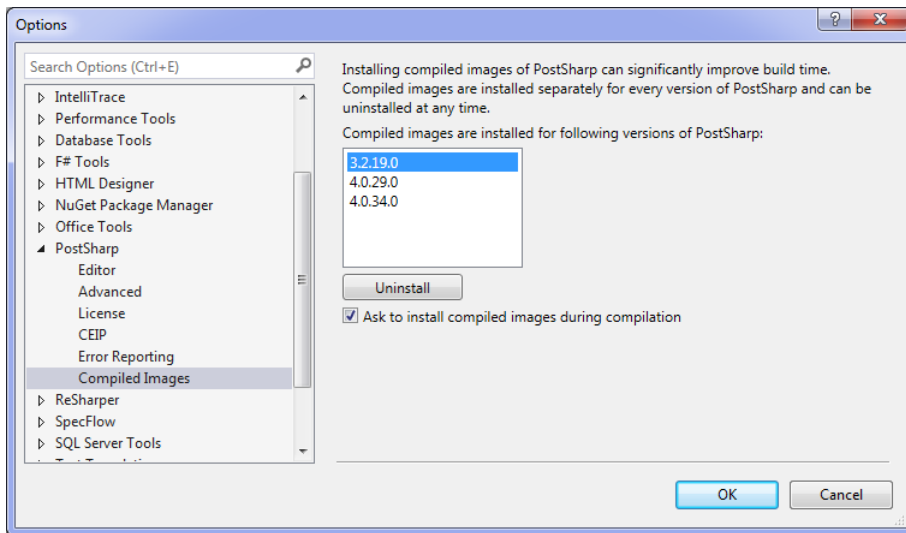 Options
Search Options (Ctrl+E)
IntelliTrace
Performance Tools
Database Tools
F# Tools
HTML Designer
NuGet Package Manager
Office Tools
PostSharp
Editor
Advanced
License
CEIP
Error Reporting
Compiled Images
ReSharper
SpecFlow
SQL Server Tools
Installing compiled images of PostSharp can significantly improve build time.
Compiled images are installed separately for every version of PostSharp and can be
uninstalled at any time.
Compiled images are installed for following versions of PostSharp:
3.2.19.0
4.0.29.0
4.0.34.0
Uninstall
Ask to install compiled images during compilation
OK
Cancel